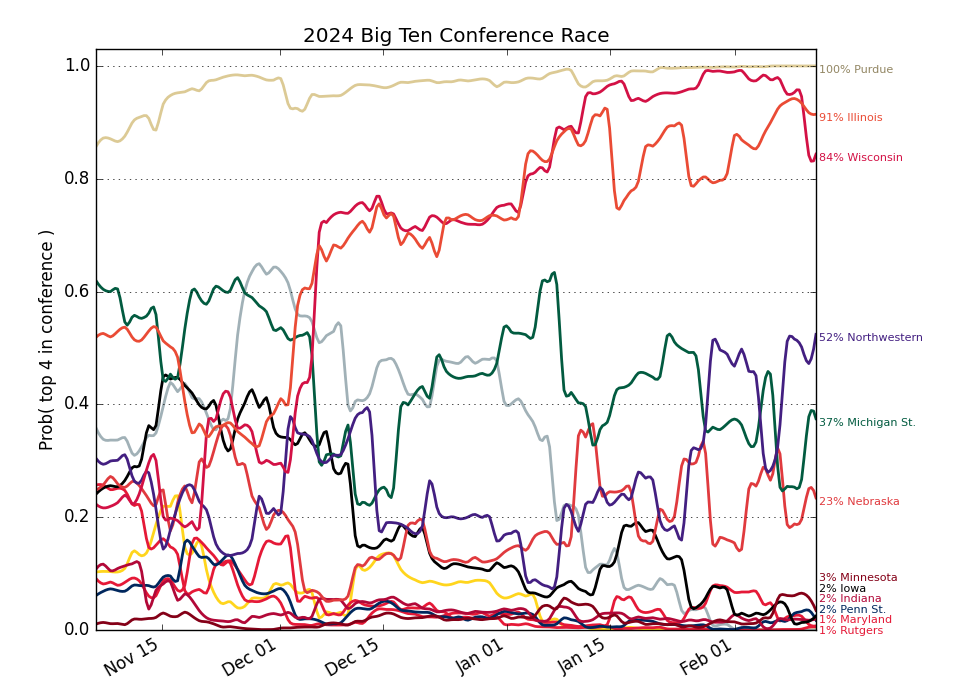 2024 Big Ten Conference Race
Prob( top 4 in conference )
1.0
0.8
0.6
0.4
0.2
0.0
Nov 15
Dec 01
Dec 15
Jan 01
Jan 15
Feb 01
100% Purdue
91% Illinois
84% Wisconsin
52% Northwestern
37% Michigan St.
23% Nebraska
3% Minnesota
2% Iowa
2% Indiana
2% Penn St.
1% Maryland
1% Rutgers